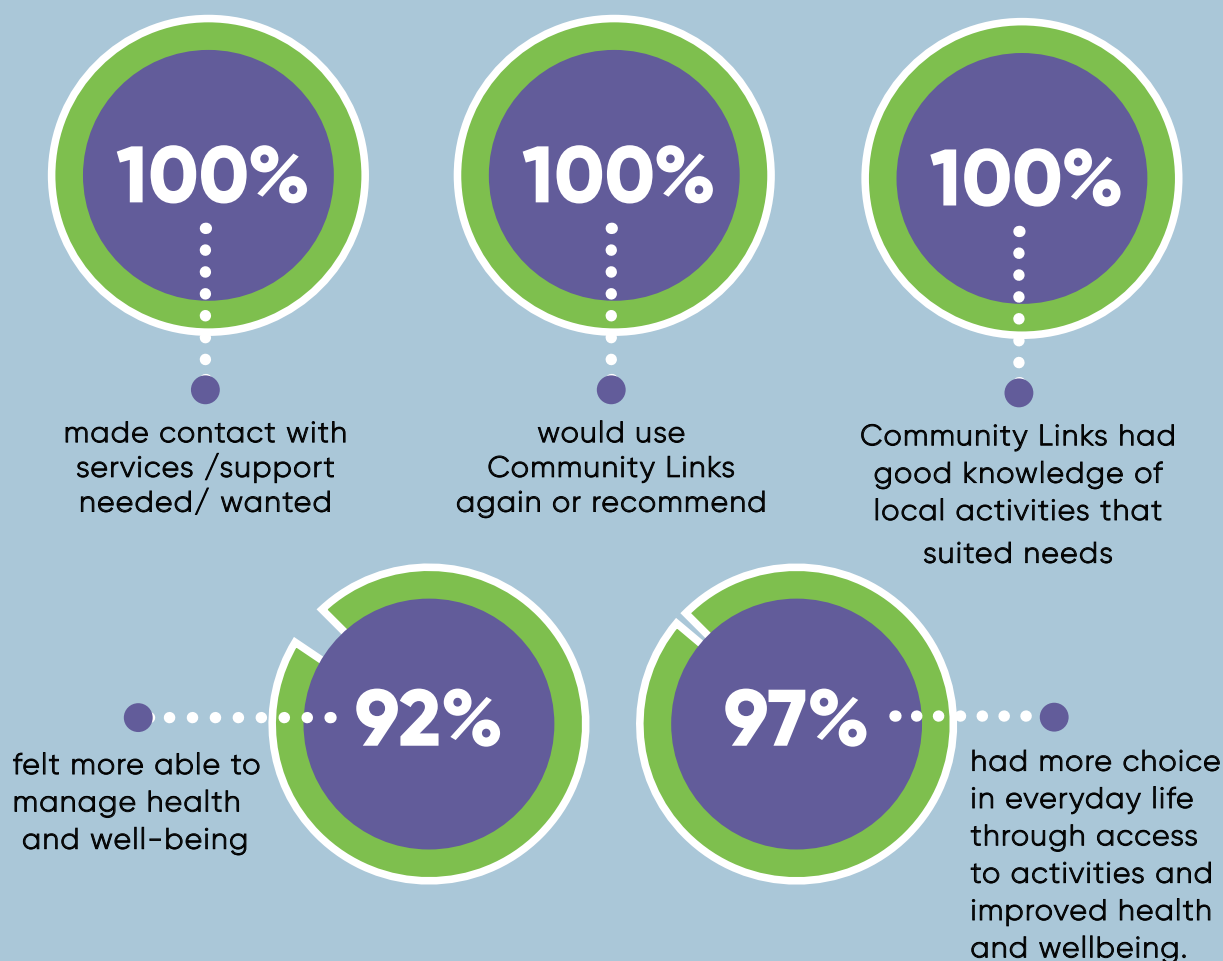 100%
made contact with
services /support
needed/ wanted
100%
would use
Community Links
again or recommend
100%
Community Links had
good knowledge of
local activities that
suited needs
92%
felt more able to
manage health
and well-being
97%
had more choice
in everyday life
through access
to activities and
improved health
and wellbeing.